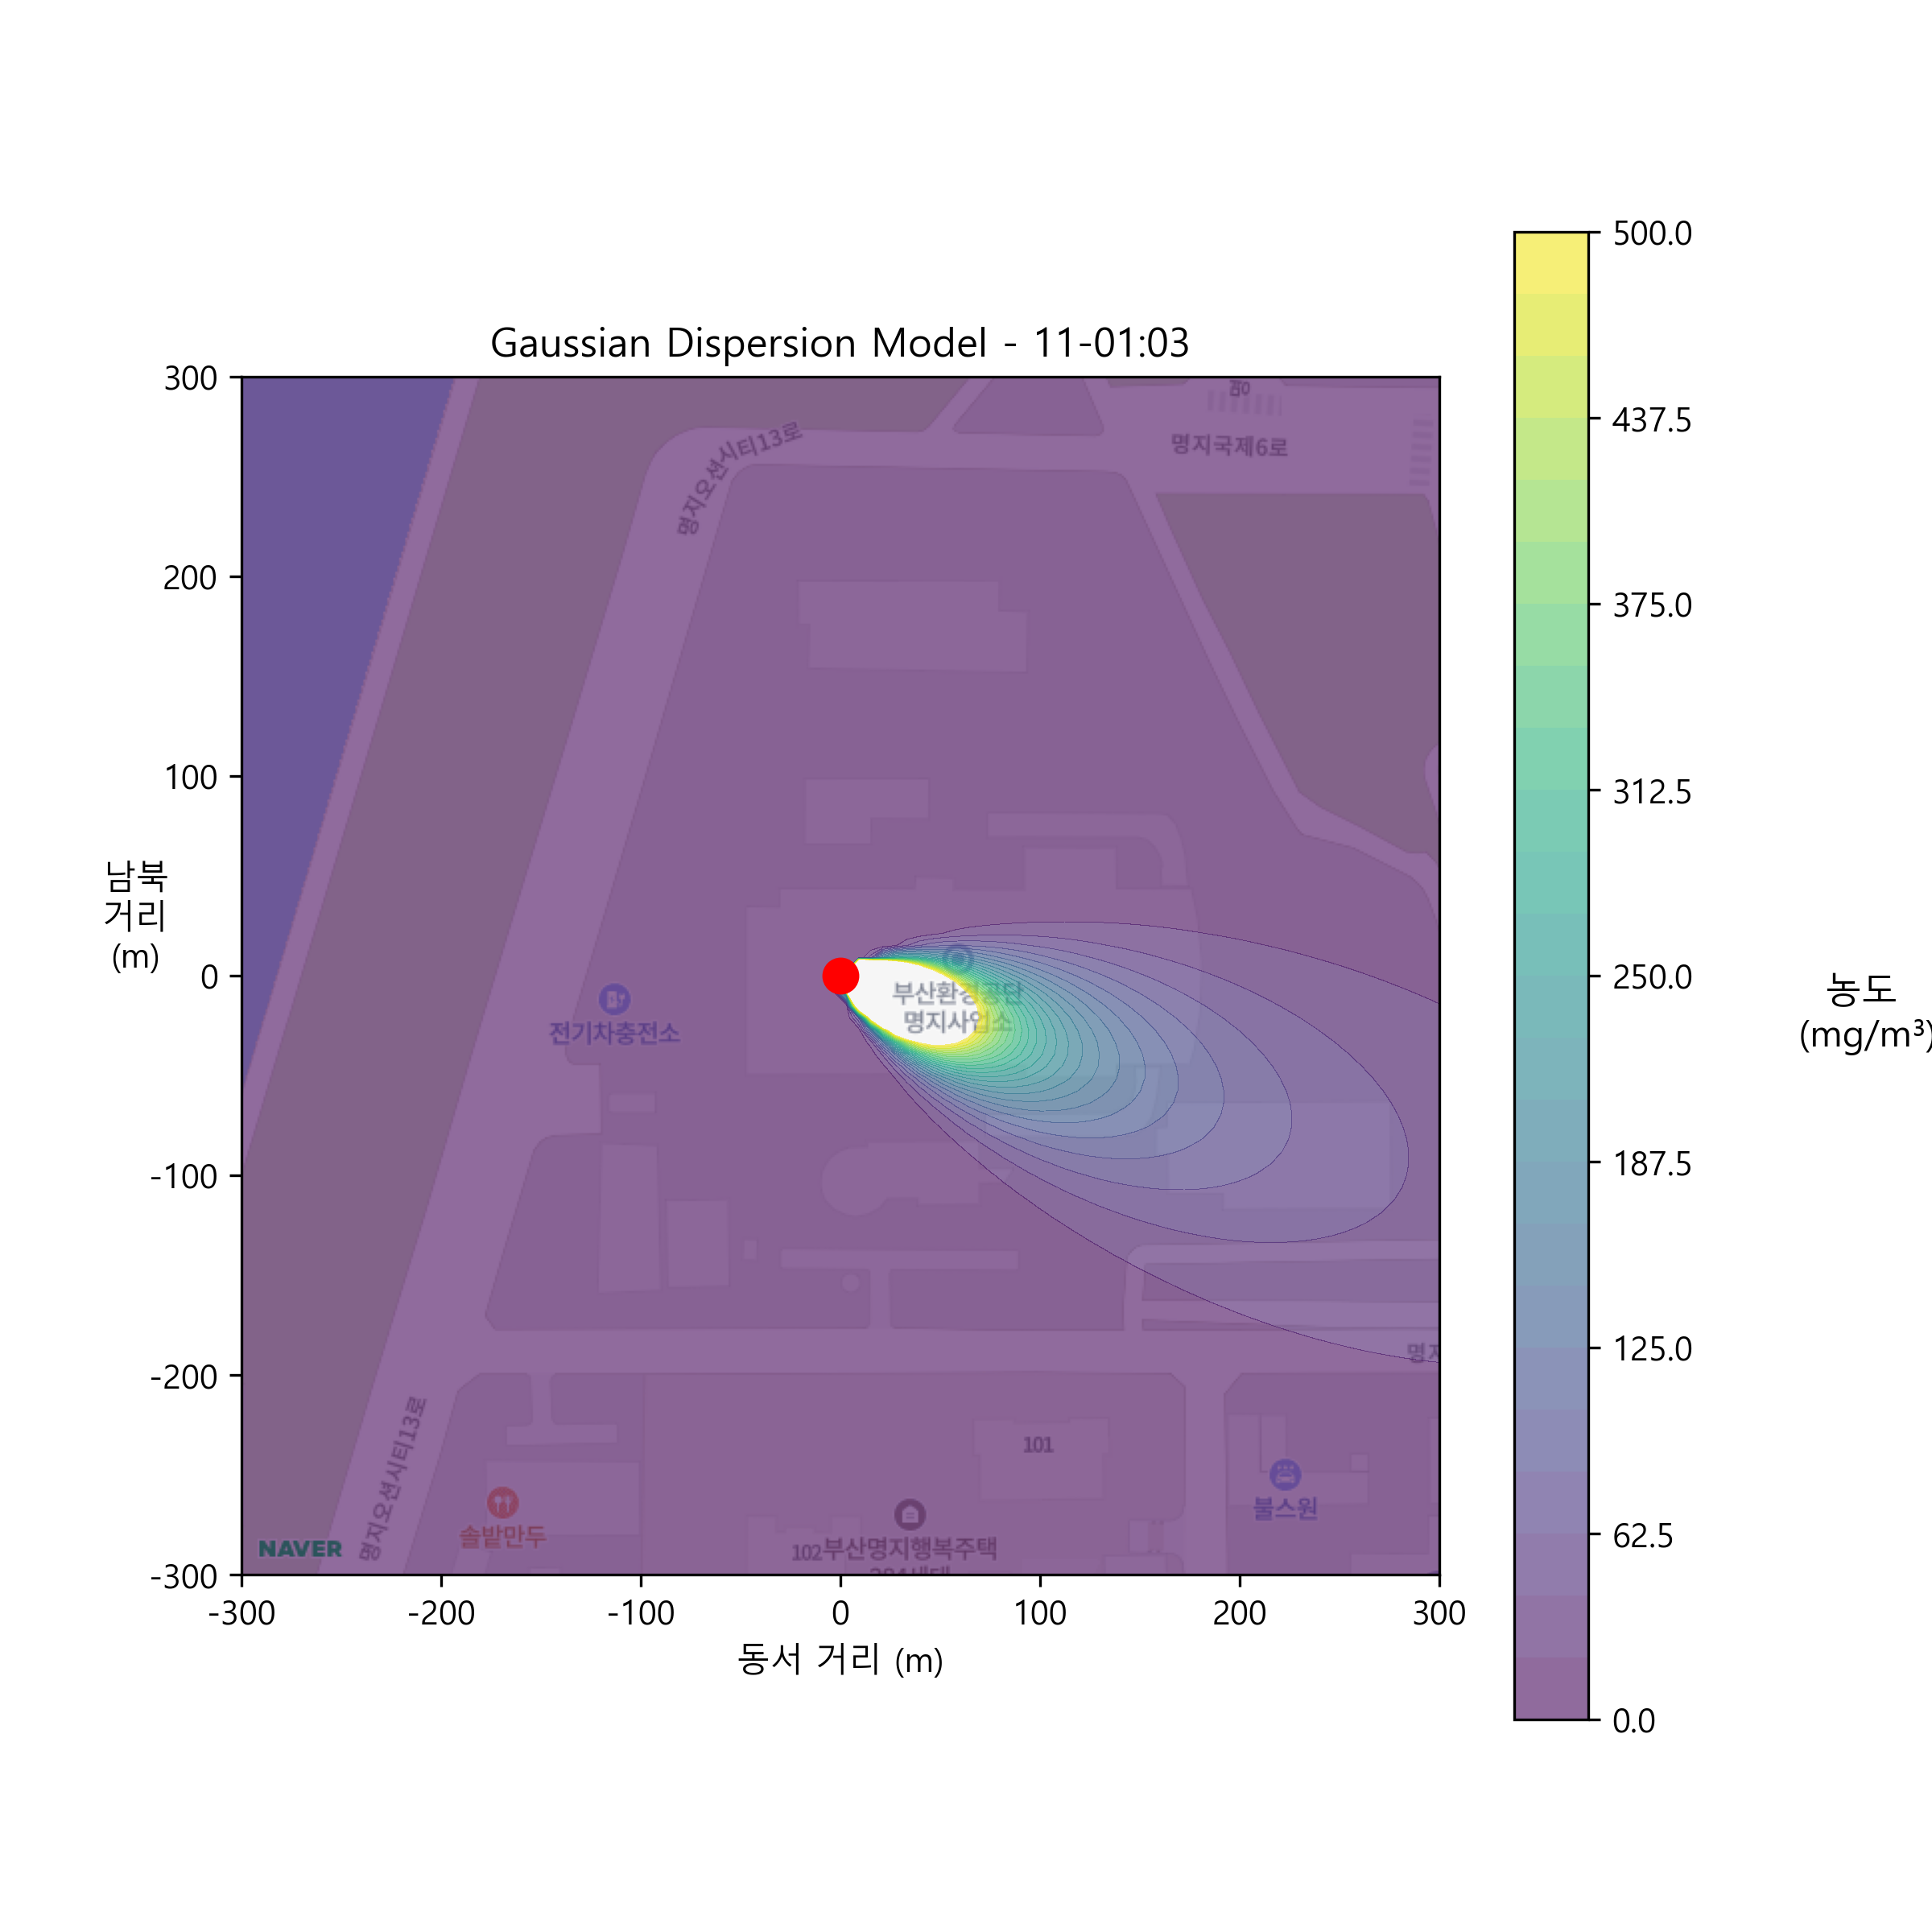 Gaussian Dispersion Model - 11-01:03
300
200
100
0
-100
-200
-300
남북
거리
(m)
-300
-200
-100
0
100
200
300
동서 거리 (m)
명지오션시티13로
명지국제6로
부산환경공단
명지사업소
전기차충전소
명지오션시티13로
101
불스원
솔밭만두
102부산명지행복주택
NAVER
500.0
437.5
375.0
312.5
250.0
187.5
125.0
62.5
0.0
농도
(mg/m³)